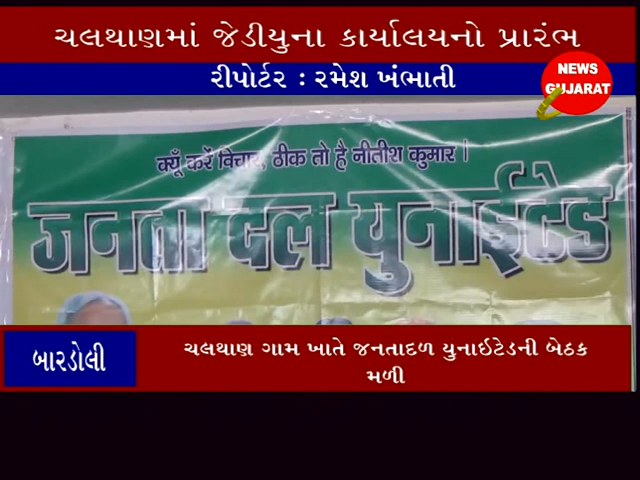 ચલથાણમાં જેડીયુના કાર્યાલયનો પ્રારંભ
રીપોર્ટર : રમેશ ખંભાતી
NEWS
GUJARAT
क्यूँ करें विचार, ठीक तो है नीतीश कुमार।
जनता दल युनाईटेड
બારડોલી
ચલથાણ ગામ ખાતે જનતાદળ યુનાઇટેડની બેઠક
મળી